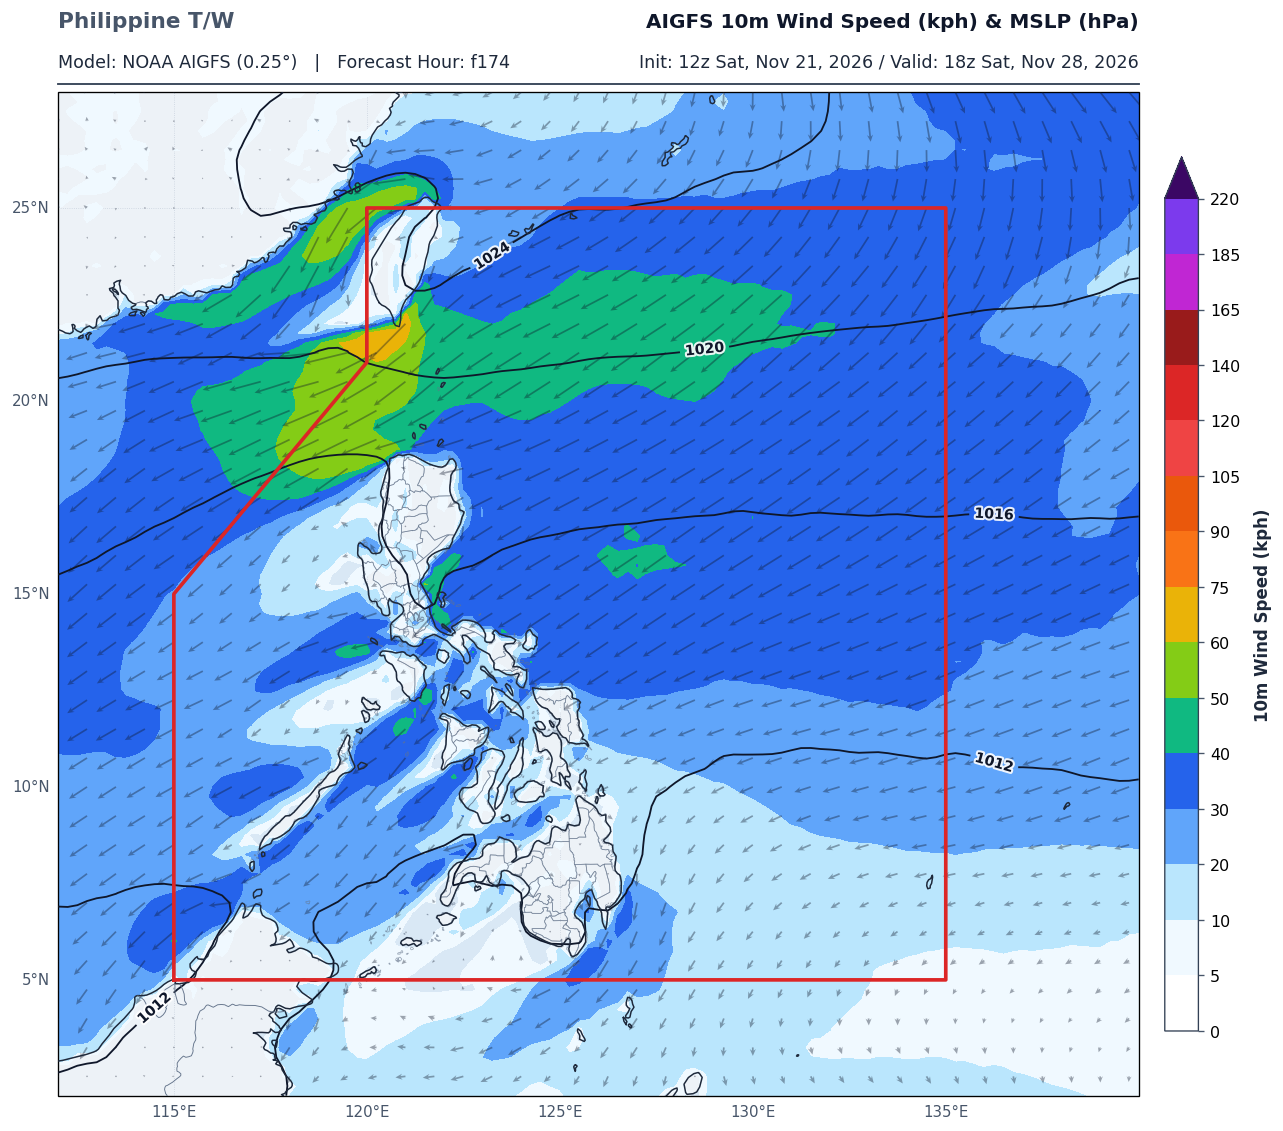 Philippine T/W
AIGFS 10m Wind Speed (kph) & MSLP (hPa)
Model: NOAA AIGFS (0.25°) | Forecast Hour: f174
Init: 12z Sat, Nov 21, 2026 / Valid: 18z Sat, Nov 28, 2026
25°N
20°N
15°N
10°N
5°N
115°E
120°E
125°E
130°E
135°E
1024
1020
1016
1012
1012
220
185
165
140
120
105
90
75
60
50
40
30
20
10
5
0
10m Wind Speed (kph)